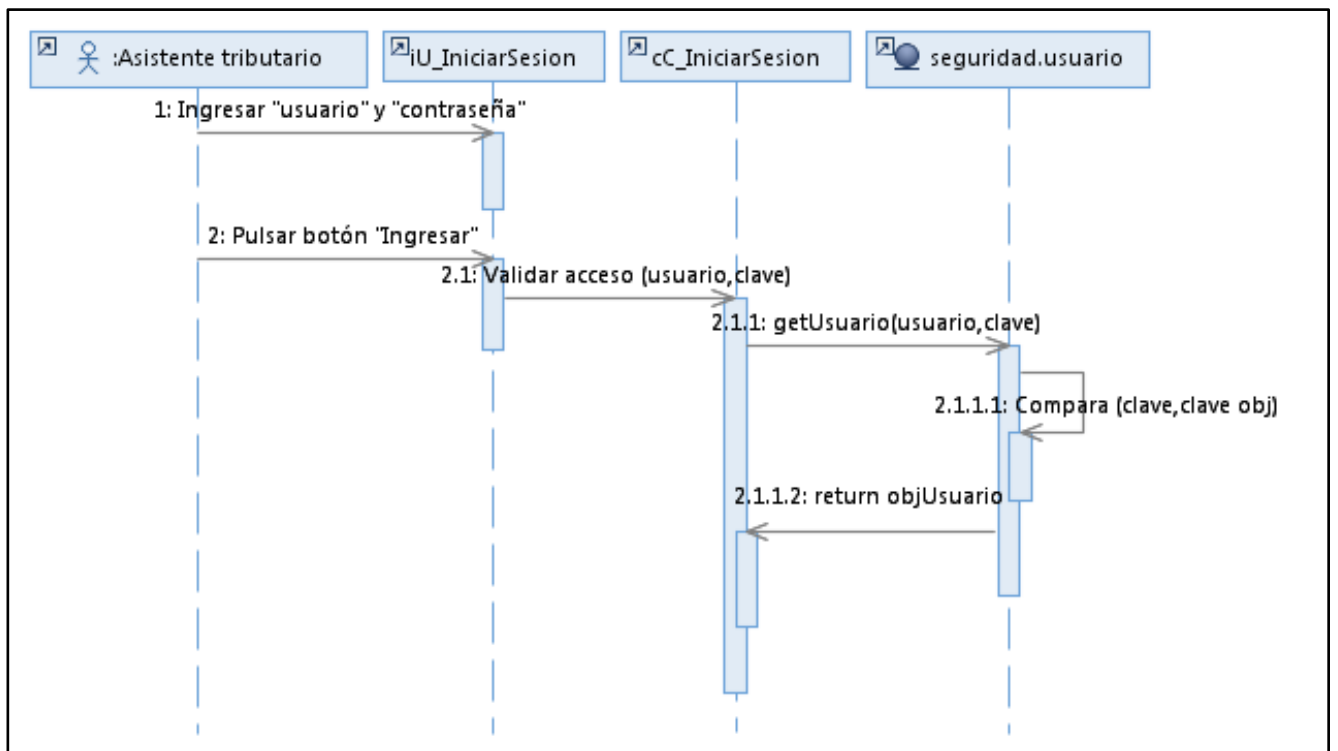 :Asistente tributario
iU_IniciarSesion
cC_IniciarSesion
seguridad.usuario
1: Ingresar "usuario" y "contraseña"
2: Pulsar botón "Ingresar"
2.1: Validar acceso (usuario,clave)
2.1.1: getUsuario(usuario,clave)
2.1.1.1: Compara (clave,clave obj)
2.1.1.2: return objUsuario